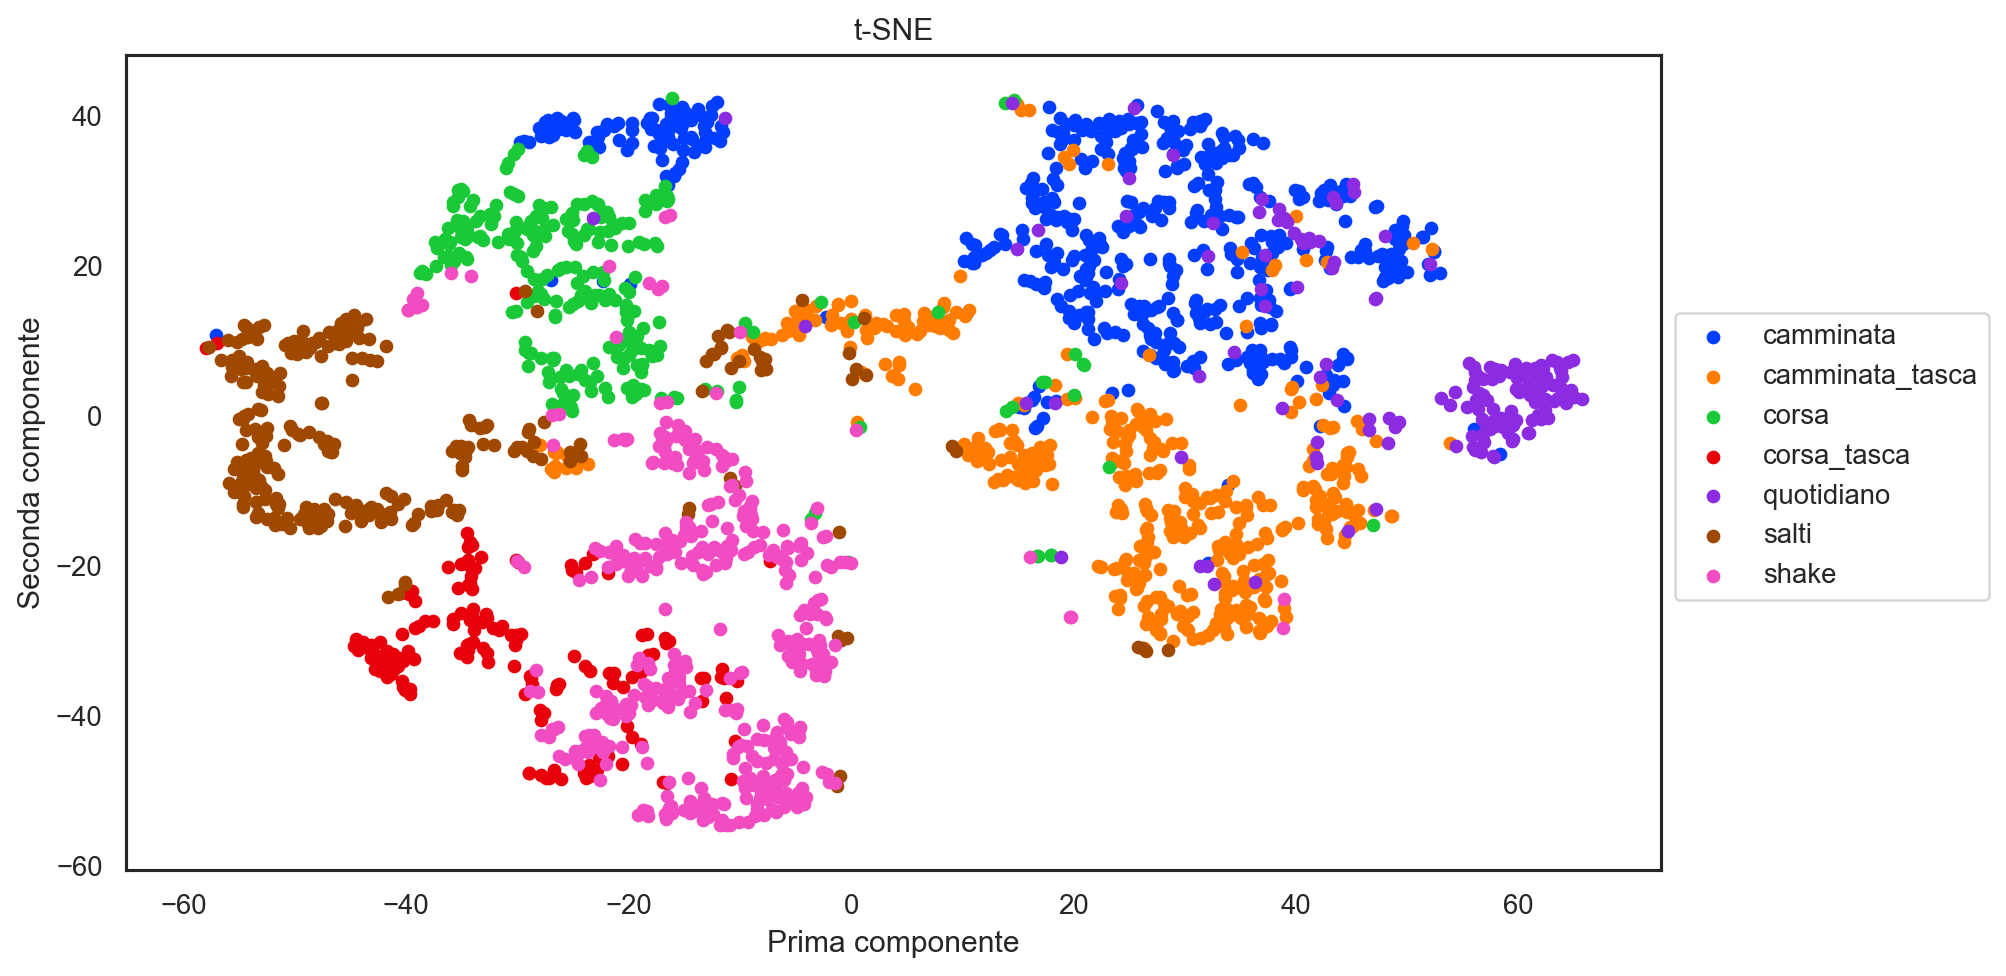 t-SNE
Seconda componente
40
20
0
−20
−40
−60
−60
−40
−20
0
20
40
60
Prima componente
camminata
camminata_tasca
corsa
corsa_tasca
quotidiano
salti
shake